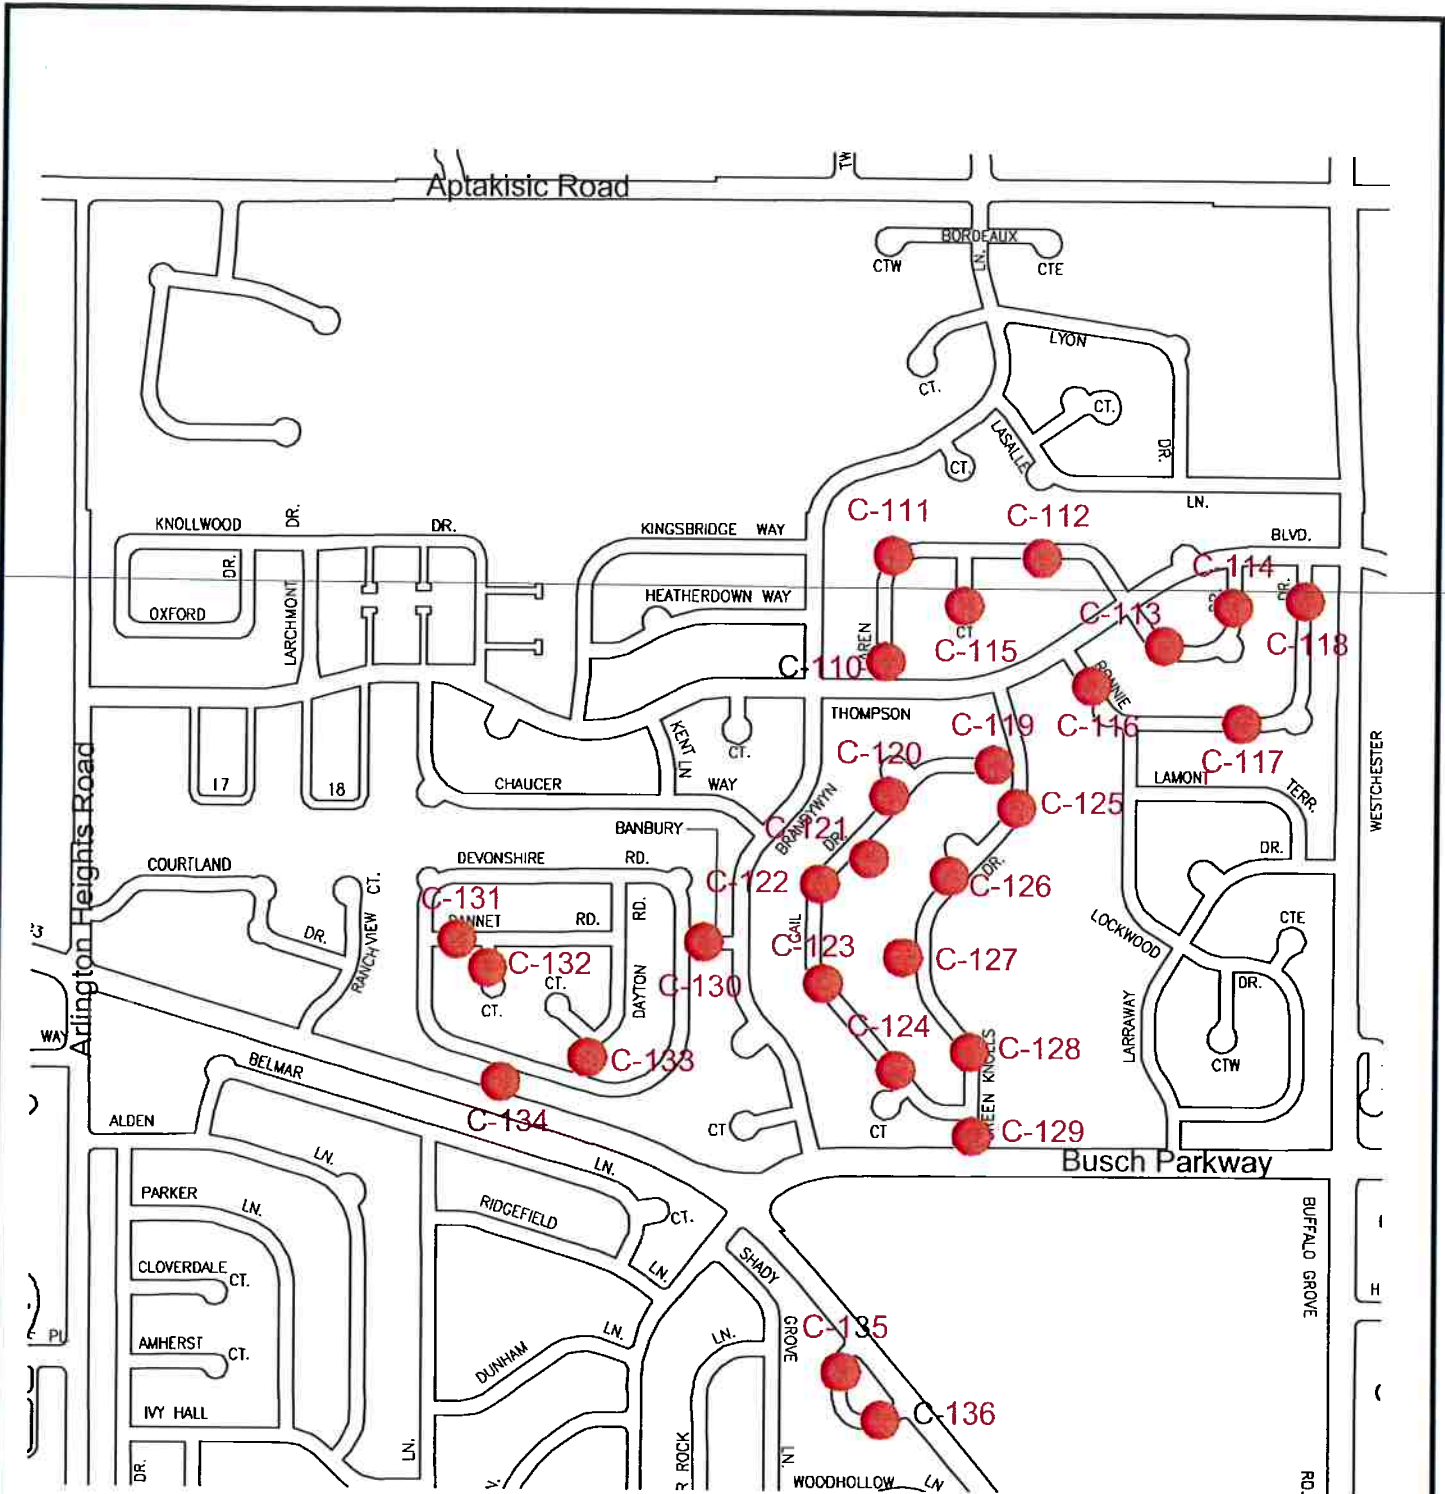 TW
Aptakisic Road
BORDEAUX
CTW
LN.
CTE
LYON
CT.
CT.
LASALLE
DR.
CT.
LN.
C-111
C-112
KNOLLWOOD
DR.
DR.
KINGSBRIDGE WAY
BLVD.
C-114
DR.
DR.
HEATHERDOWN WAY
OXFORD
LARCHMONT
C-113
CT
C-115
C-118
C-110
BONNIE
THOMPSON
C-119
C-116
KENT LN
CT.
C-120
C-117
LAMONT
TERR.
17
18
CHAUCER
WAY
WESTCHESTER
BRANDYWYN
C-125
BANBURY
C-121
DR.
COURTLAND
DEVONSHIRE
RD.
DR.
DR.
CT.
C-122
C-126
C-131
RD.
RD.
CTE
LOCKWOOD
GAIL
C-123
DR.
RANCHVIEW
C-132
C-127
CT.
DAYTON
C-130
DR.
CT.
Arlington Heights Road
WAY
C-124
LARRAWAY
C-133
C-128
CTW
BELMAR
ALDEN
C-134
CT
CT
C-129
GREEN KNOLLS
Busch Parkway
LN.
LN.
PARKER
LN.
RIDGEFIELD
CT.
BUFFALO GROVE
CLOVERDALE
CT.
LN.
SHADY
H
PL
AMHERST
CT.
LN.
LN.
GROVE
C-135
DUNHAM
IVY HALL
C-136
DR.
LN.
R ROCK
LN.
WOODHOLLOW
LN
RD.